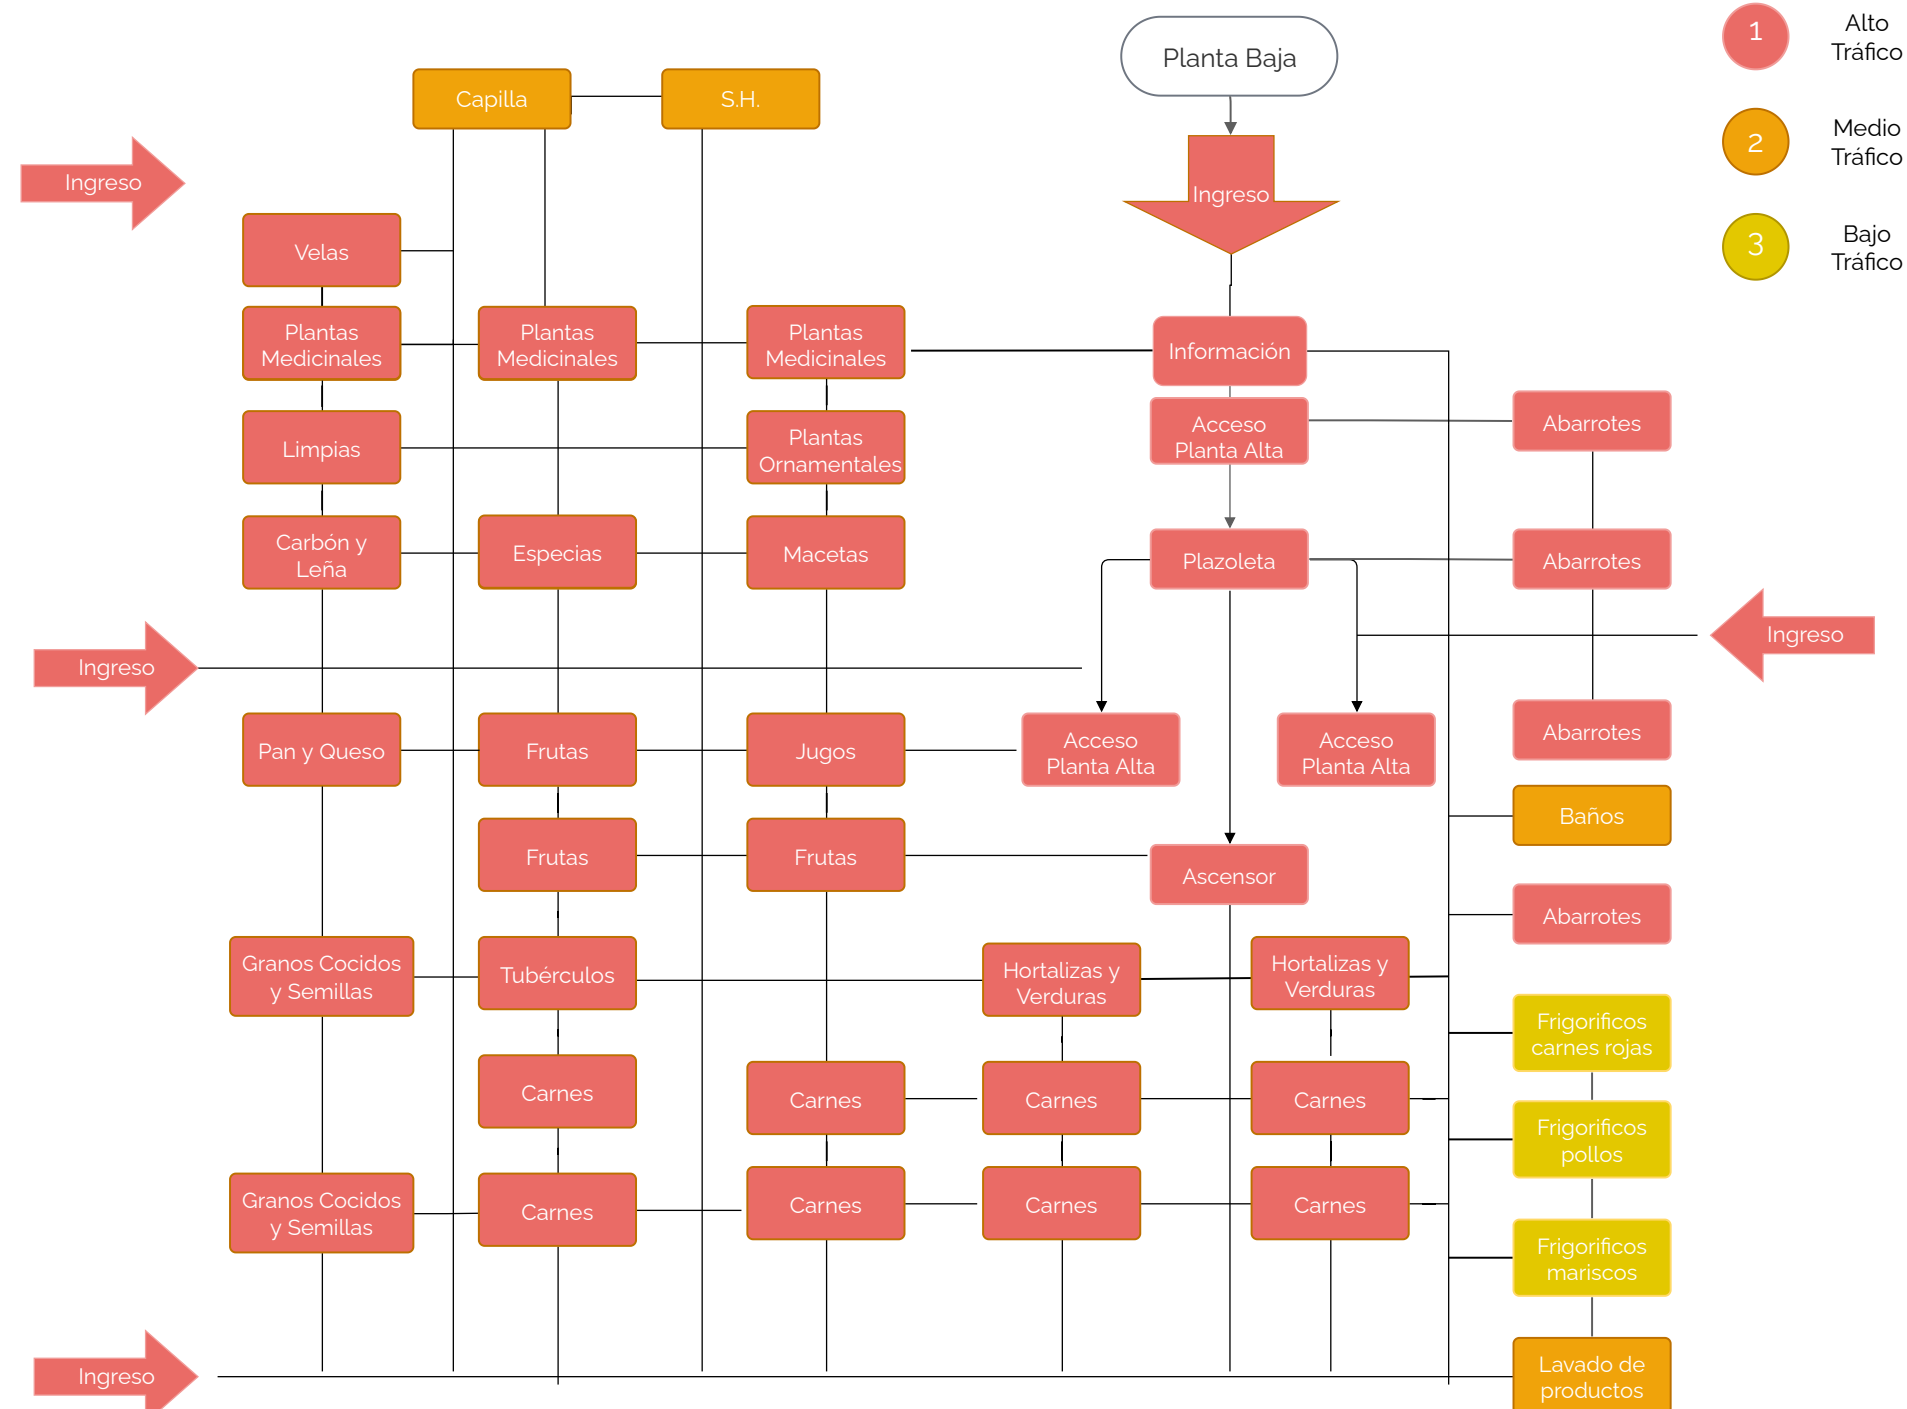 1
Alto
Tráfico
Planta Baja
Capilla
S.H.
2
Medio
Tráfico
Ingreso
Ingreso
3
Bajo
Tráfico
Velas
Plantas
Medicinales
Plantas
Medicinales
Plantas
Medicinales
Información
Limpias
Plantas
Ornamentales
Acceso
Planta Alta
Abarrotes
Carbón y
Leña
Especias
Macetas
Plazoleta
Abarrotes
Ingreso
Ingreso
Pan y Queso
Frutas
Jugos
Acceso
Planta Alta
Acceso
Planta Alta
Abarrotes
Baños
Frutas
Frutas
Ascensor
Abarrotes
Granos Cocidos
y Semillas
Tubérculos
Hortalizas y
Verduras
Hortalizas y
Verduras
Frigorificos
carnes rojas
Carnes
Carnes
Carnes
Carnes
Frigorificos
pollos
Granos Cocidos
y Semillas
Carnes
Carnes
Carnes
Carnes
Frigorificos
mariscos
Ingreso
Lavado de
productos